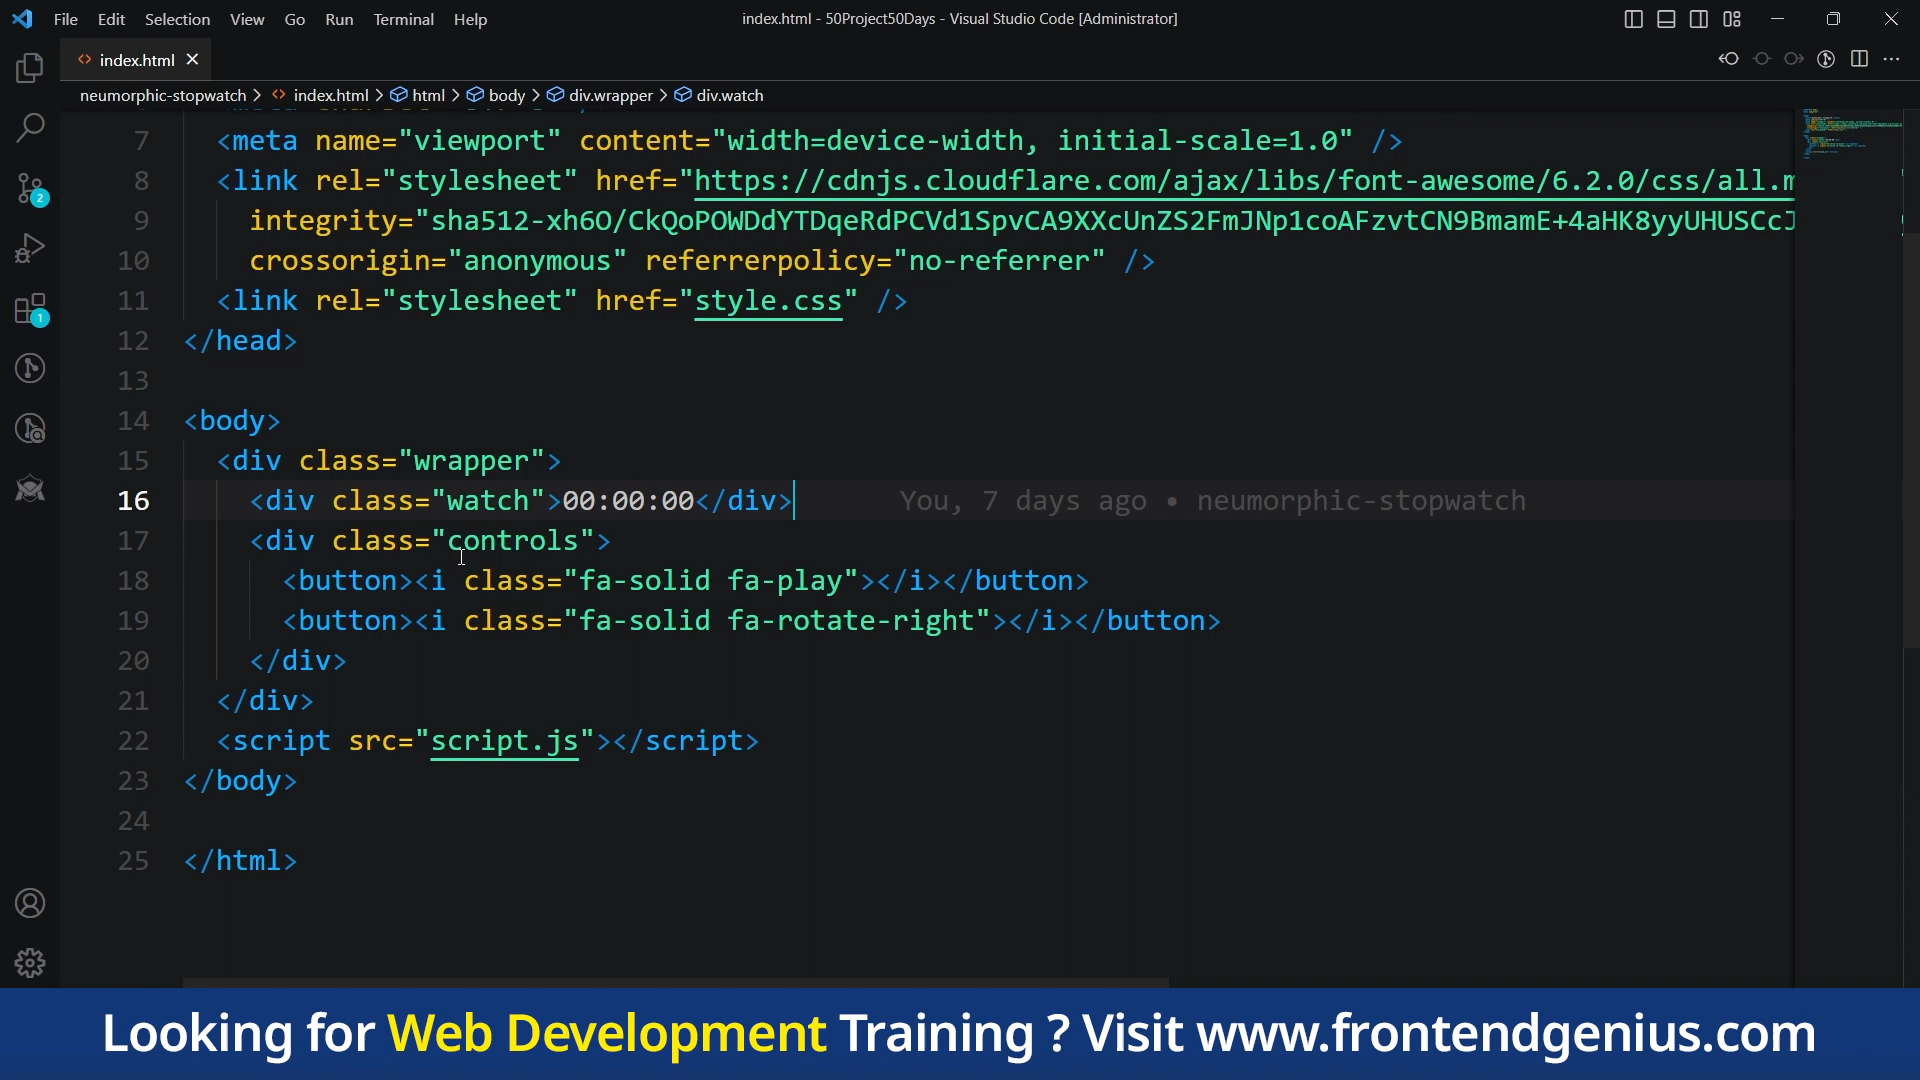 File Edit Selection View Go Run Terminal Help
index.html - 50Project50Days - Visual Studio Code [Administrator]
index.html
neumorphic-stopwatch > index.html > html > body > div.wrapper > div.watch
7 <meta name="viewport" content="width=device-width, initial-scale=1.0" />
8 <link rel="stylesheet" href="https://cdnjs.cloudflare.com/ajax/libs/font-awesome/6.2.0/css/all.m
9 integrity="sha512-xh6O/CkQoPOWDdYTDqeRdPCVd1SpvCA9XXcUnZS2FmJNp1coAFzvtCN9BmamE+4aHK8yyUHUSCcJ
10 crossorigin="anonymous" referrerpolicy="no-referrer" />
11 <link rel="stylesheet" href="style.css" />
12 </head>
13
14 <body>
15 <div class="wrapper">
16 <div class="watch">00:00:00</div> You, 7 days ago • neumorphic-stopwatch
17 <div class="controls">
18 <button><i class="fa-solid fa-play"></i></button>
19 <button><i class="fa-solid fa-rotate-right"></i></button>
20 </div>
21 </div>
22 <script src="script.js"></script>
23 </body>
24
25 </html>
2
1
Looking for Web Development Training ? Visit www.frontendgenius.com